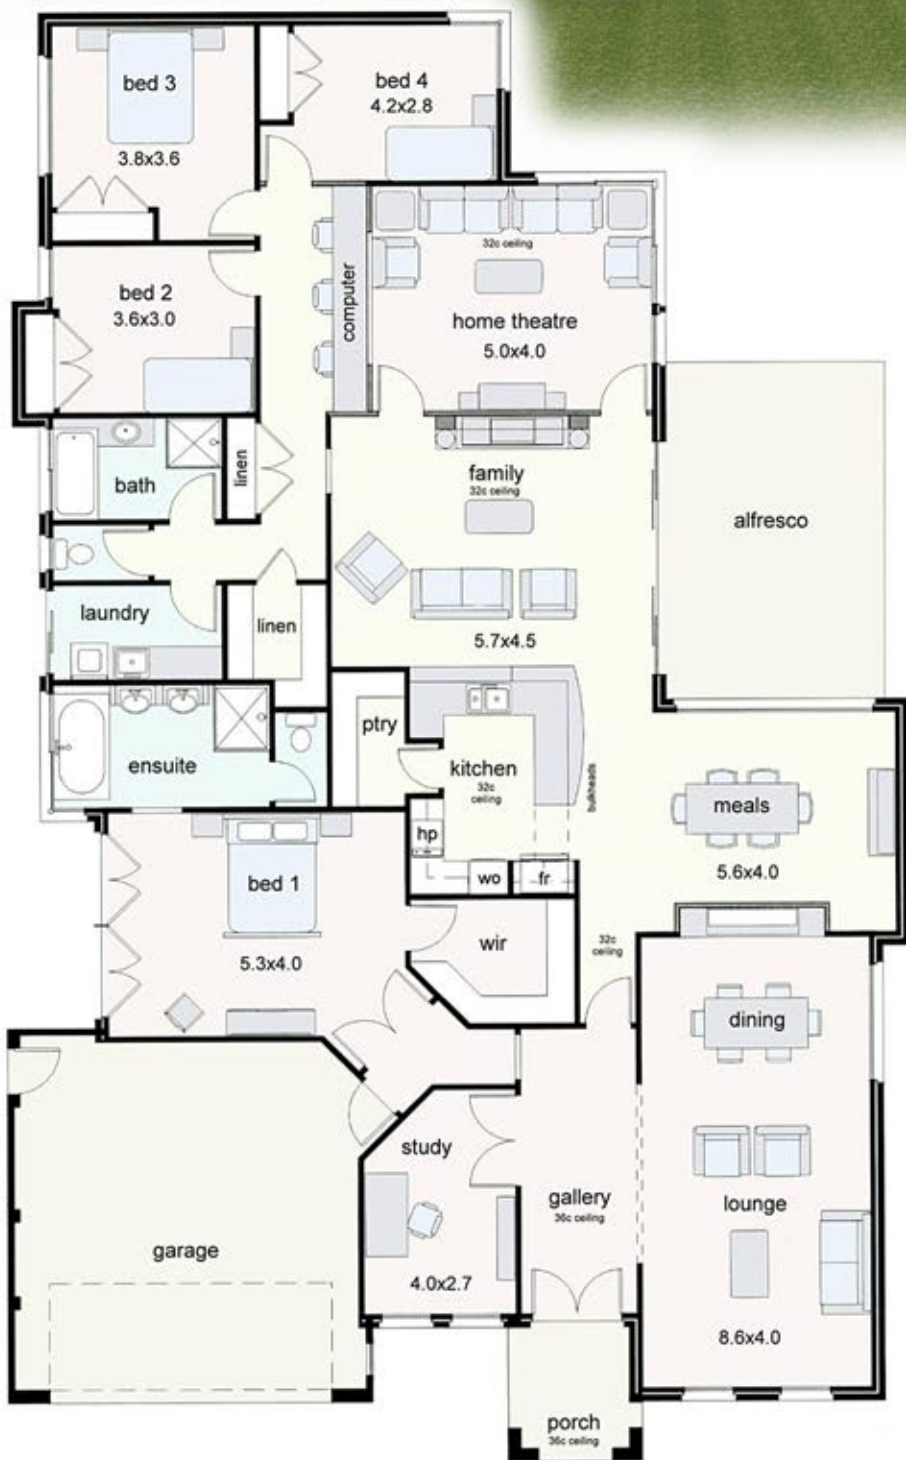 bed 3
3.8x3.6
bed 4
4.2x2.8
bed 2
3.6x3.0
computer
32c ceiling
home theatre
5.0x4.0
bath
linen
family
32c ceiling
5.7x4.5
alfresco
laundry
linen
ensuite
ptry
kitchen
32c
ceiling
bulkheads
meals
5.6x4.0
hp
wo
fr
bed 1
5.3x4.0
wir
32c
ceiling
dining
study
4.0x2.7
gallery
36c ceiling
lounge
8.6x4.0
garage
porch
36c ceiling